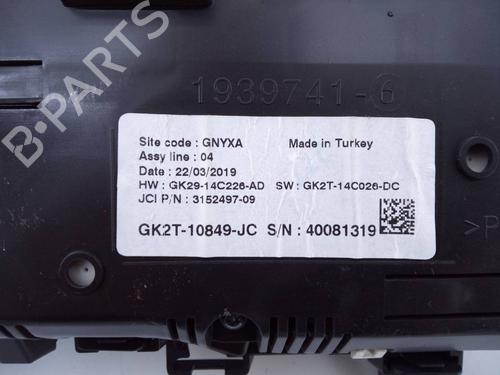 B-PARTS
1939741-6
Site code : GNYXA Made in Turkey
Assy line : 04
Date : 22/03/2019
HW : GK29-14C226-AD SW : GK2T-14C026-DC
JCI P/N : 3152497-09
GK2T-10849-JC S/N : 40081319
>P